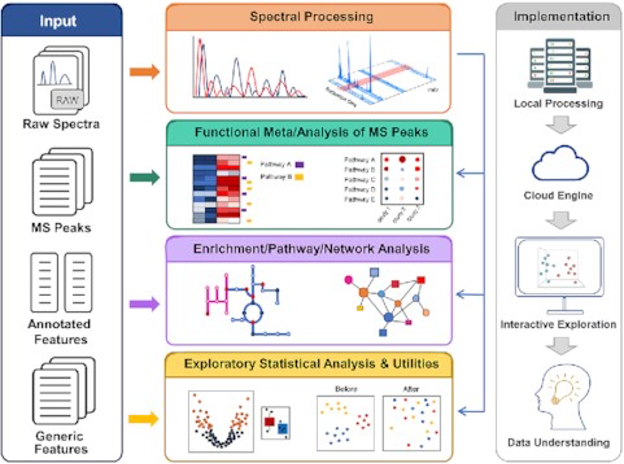 Input
Raw Spectra
RAW
MS Peaks
Annotated
Features
Generic
Features
Spectral Processing
Functional Meta/Analysis of MS Peaks
Pathway A
Pathway B
Pathway A
Pathway B
Pathway C
Pathway D
Pathway E
Enrichment/Pathway/Network Analysis
Exploratory Statistical Analysis & Utilities
Before
After
Implementation
Local Processing
Cloud Engine
Interactive Exploration
Data Understanding